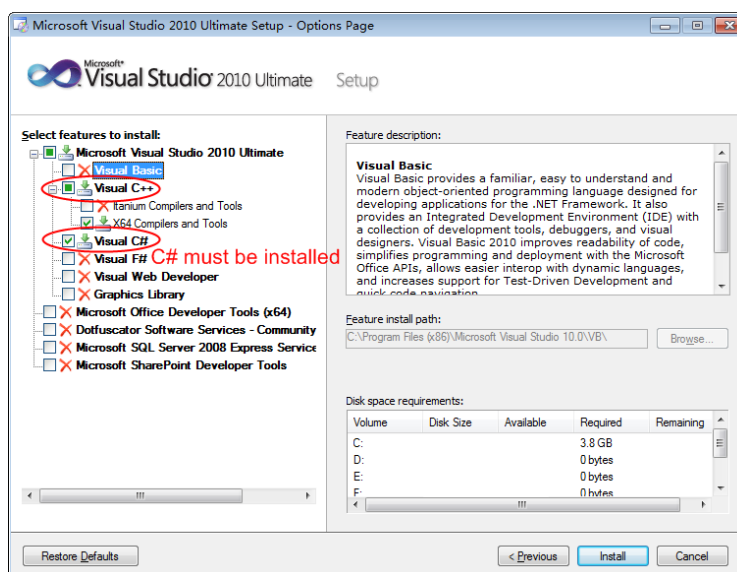 Microsoft Visual Studio 2010 Ultimate Setup - Options Page
Microsoft®
Visual Studio® 2010 Ultimate Setup
Select features to install:
Microsoft Visual Studio 2010 Ultimate
Visual Basic
Visual C++
Itanium Compilers and Tools
X64 Compilers and Tools
Visual C#
Visual F#
C# must be installed
Visual Web Developer
Graphics Library
Microsoft Office Developer Tools (x64)
Dotfuscator Software Services - Community
Microsoft SQL Server 2008 Express Service
Microsoft SharePoint Developer Tools
Feature description:
Visual Basic
Visual Basic provides a familiar, easy to understand and
modern object-oriented programming language designed for
developing applications for the .NET Framework. It also
provides an Integrated Development Environment (IDE) with
a collection of development tools, debuggers, and visual
designers. Visual Basic 2010 improves readability of code,
simplifies programming and deployment with the Microsoft
Office APIs, allows easier interop with dynamic languages,
and increases support for Test-Driven Development and
quick code navigation.
Feature install path:
C:\Program Files (x86)\Microsoft Visual Studio 10.0\VB\
Browse...
Disk space requirements:
Volume Disk Size Available Required Remaining
C: 3.8 GB
D: 0 bytes
E: 0 bytes
F: 0 bytes
Restore Defaults
< Previous
Install
Cancel